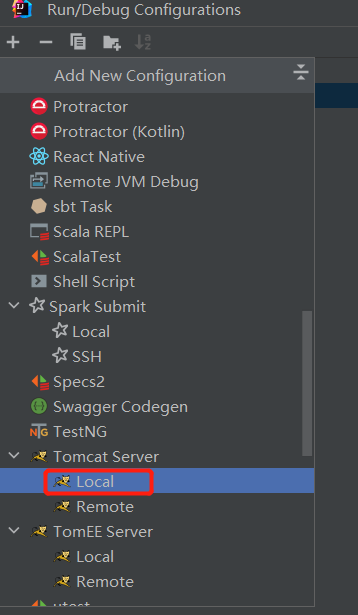 Run/Debug Configurations
Add New Configuration
Protractor
Protractor (Kotlin)
React Native
Remote JVM Debug
sbt Task
Scala REPL
ScalaTest
Shell Script
Spark Submit
Local
SSH
Specs2
Swagger Codegen
TestNG
Tomcat Server
Local
Remote
TomEE Server
Local
Remote
utest